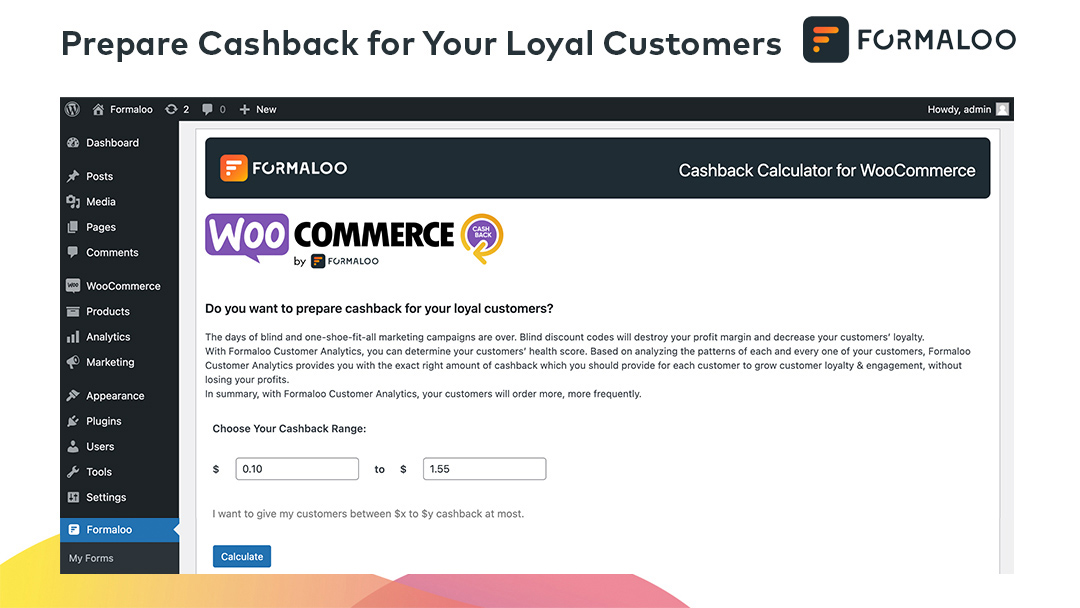 Prepare Cashback for Your Loyal Customers
FORMALOO
Formaloo 2 0 + New
Howdy, admin
Dashboard
Posts
Media
Pages
Comments
WooCommerce
Products
Analytics
Marketing
Appearance
Plugins
Users
Tools
Settings
Formaloo
My Forms
FORMALOO
Cashback Calculator for WooCommerce
WOO COMMERCE CASH BACK
by FORMALOO
Do you want to prepare cashback for your loyal customers?
The days of blind and one-shoe-fit-all marketing campaigns are over. Blind discount codes will destroy your profit margin and decrease your customers' loyalty.
With Formaloo Customer Analytics, you can determine your customers' health score. Based on analyzing the patterns of each and every one of your customers, Formaloo
Customer Analytics provides you with the exact right amount of cashback which you should provide for each customer to grow customer loyalty & engagement, without
losing your profits.
In summary, with Formaloo Customer Analytics, your customers will order more, more frequently.
Choose Your Cashback Range:
$ 0.10 to $ 1.55
I want to give my customers between $x to $y cashback at most.
Calculate